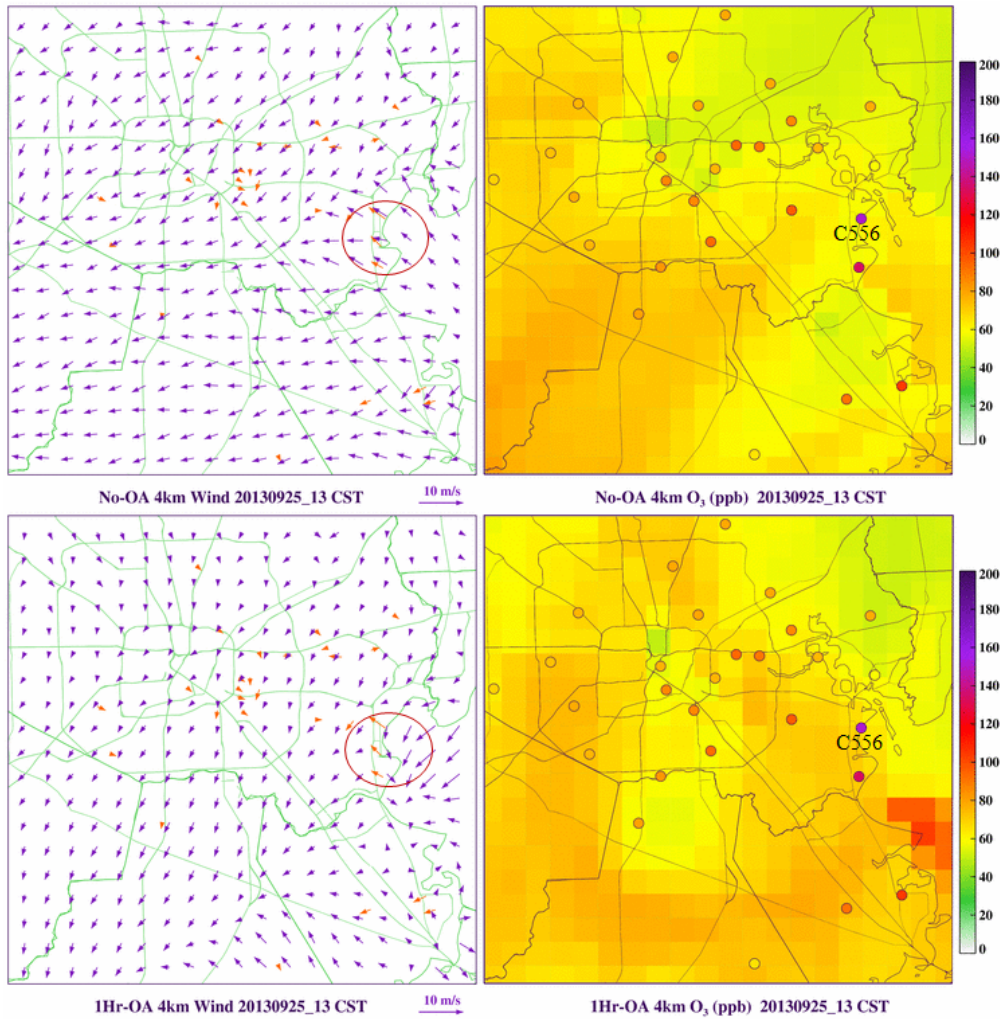 200
180
160
140
120
100
80
60
40
20
0
C556
No-OA 4km Wind 20130925_13 CST
10 m/s
No-OA 4km O₃ (ppb) 20130925_13 CST
200
180
160
140
120
100
80
60
40
20
0
C556
1Hr-OA 4km Wind 20130925_13 CST
10 m/s
1Hr-OA 4km O₃ (ppb) 20130925_13 CST